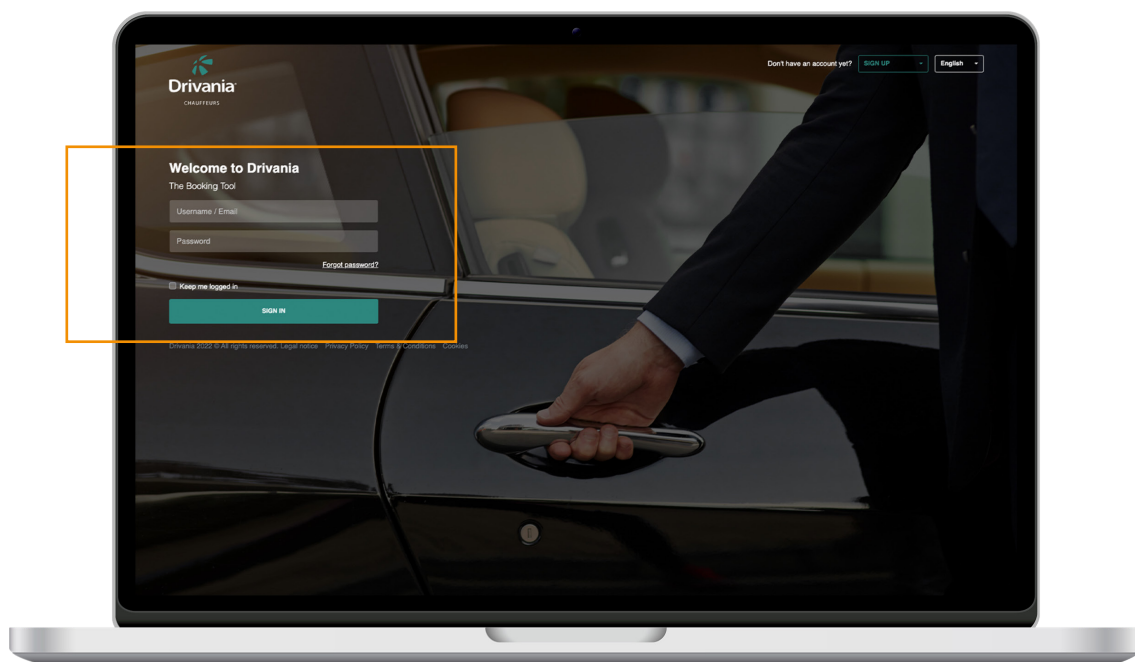 Drivania
CHAUFFEURS
Don't have an account yet? SIGN UP English
Welcome to Drivania
The Booking Tool
Username / Email
Password
Forgot password?
Keep me logged in
SIGN IN
Drivania 2022 © All rights reserved. Legal notice Privacy Policy Terms & Conditions Cookies